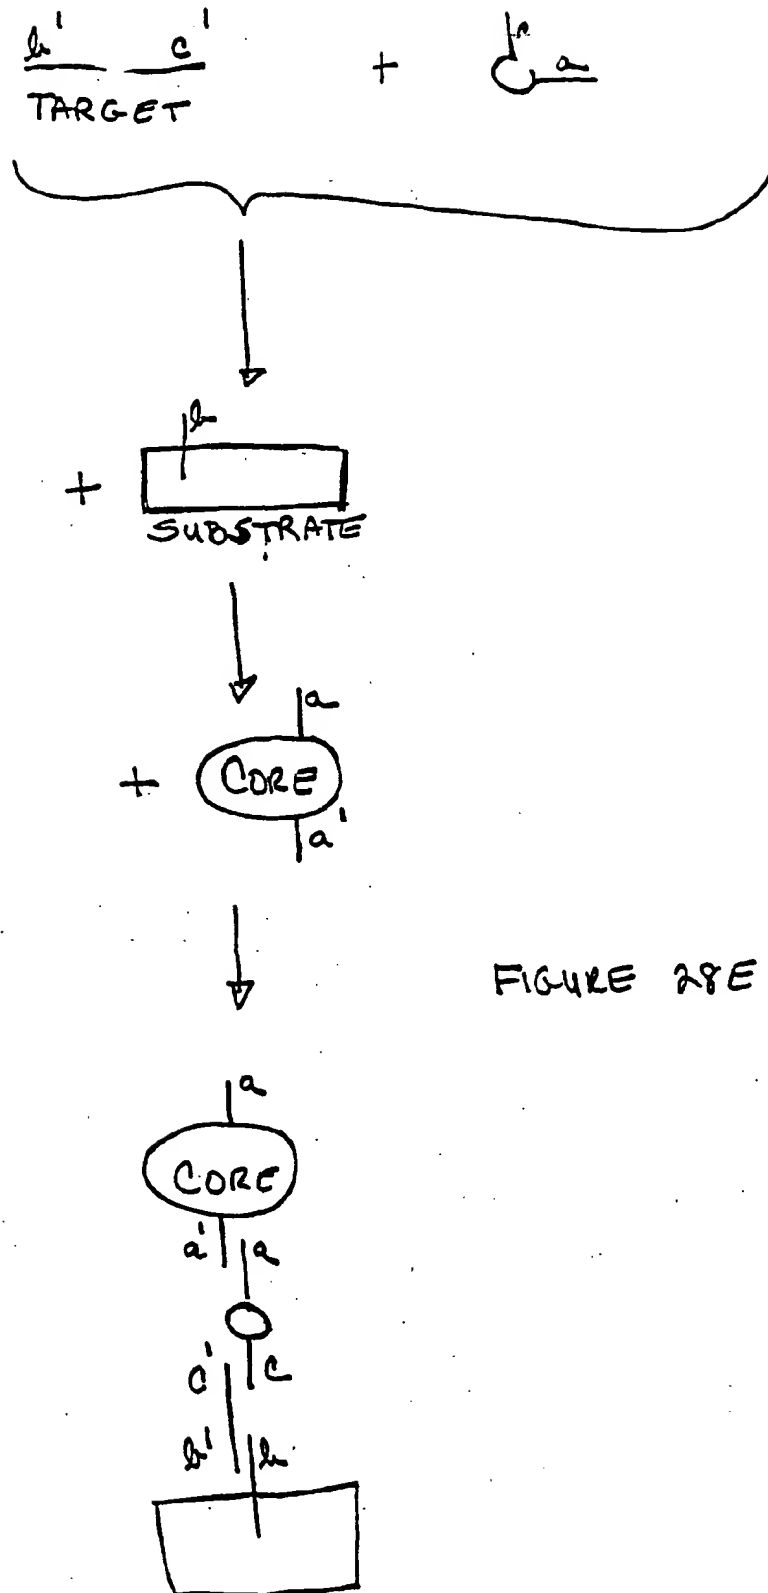 b' c' + c a
TARGET
b
+
SUBSTRATE
a
+ CORE
a'
FIGURE 28E
a
CORE
a' a
c' c
b' b